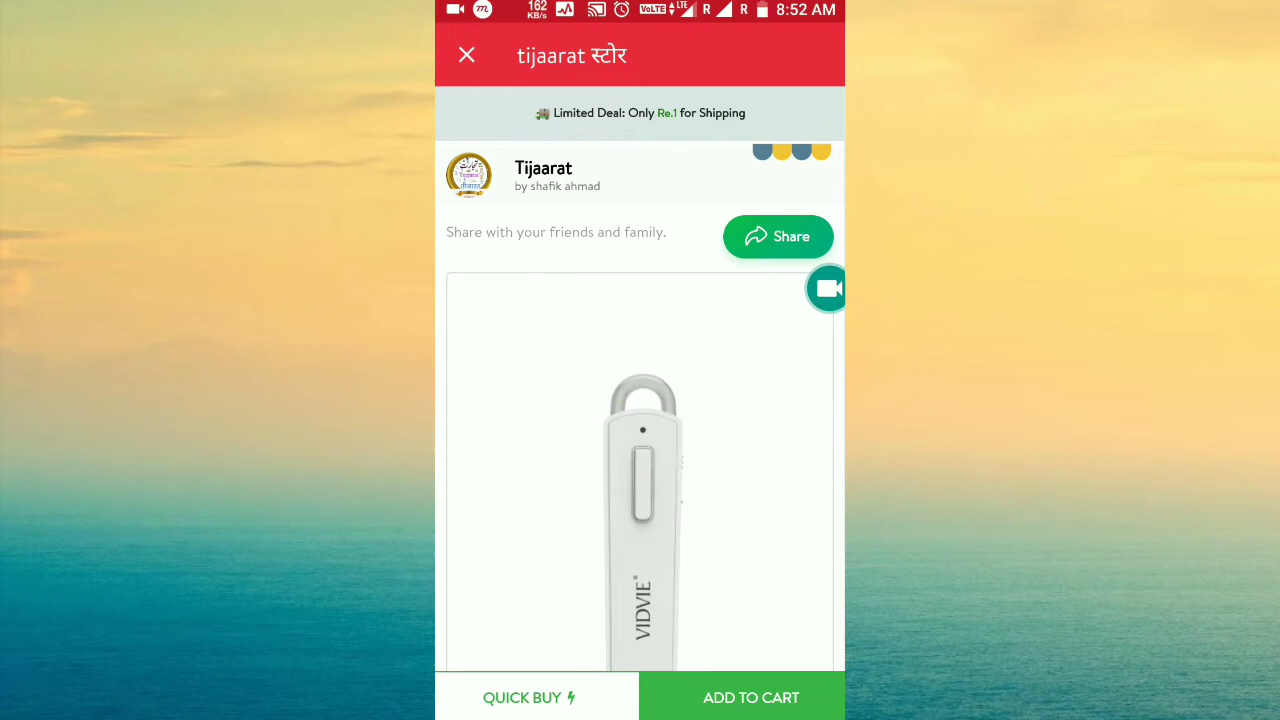 162 KB/s VoLTE LTE R R 8:52 AM
tijaarat स्टोर
Limited Deal: Only Re.1 for Shipping
Tijaarat
by shafik ahmad
Share with your friends and family.
Share
VIDVIE
QUICK BUY
ADD TO CART